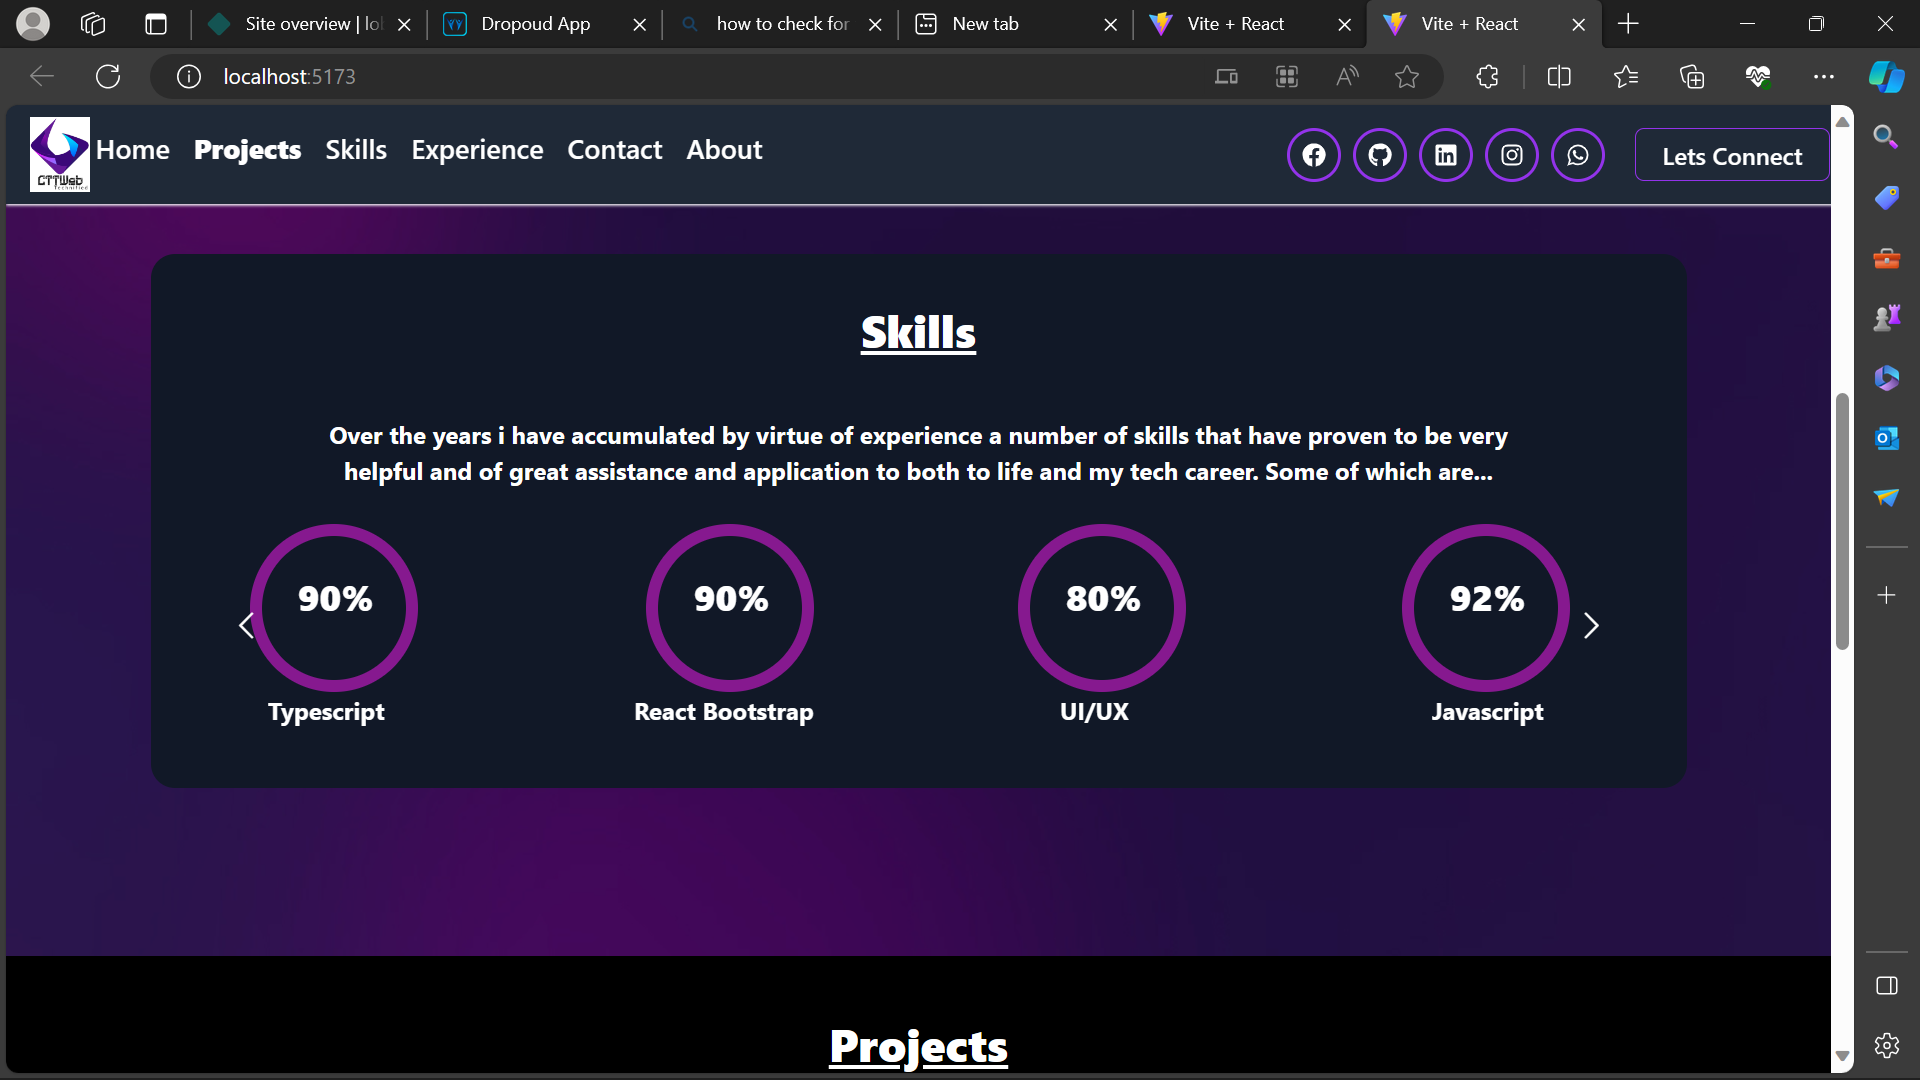 Site overview | lo
Dropoud App
how to check for
New tab
Vite + React
Vite + React
localhost:5173
CTTWeb
Technified
Home Projects Skills Experience Contact About
Lets Connect
Skills
Over the years i have accumulated by virtue of experience a number of skills that have proven to be very
helpful and of great assistance and application to both to life and my tech career. Some of which are...
90% 90% 80% 92%
Typescript React Bootstrap UI/UX Javascript
Projects